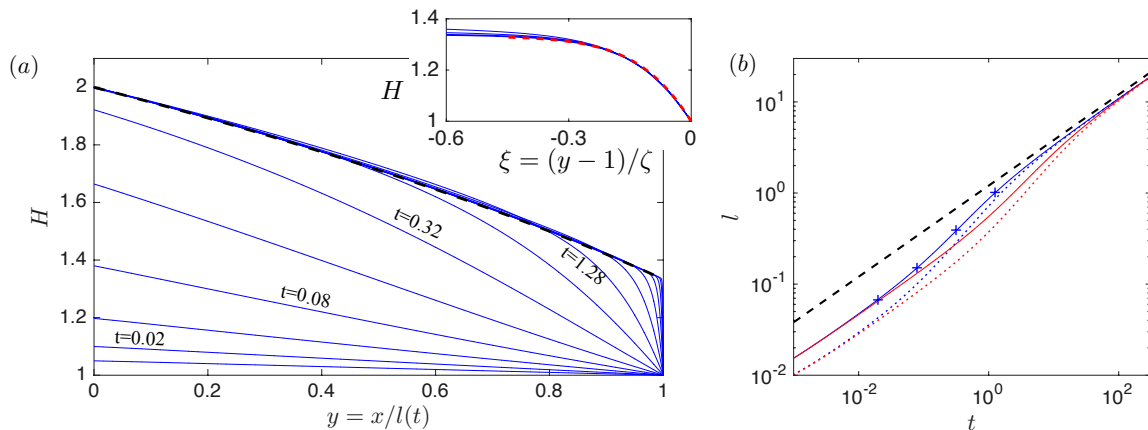 (a)
2
1.8
1.6
1.4
1.2
1
H
0
0.2
0.4
0.6
0.8
1
y = x/l(t)
t=0.32
t=1.28
t=0.08
t=0.02
1.4
1.2
1
H
-0.6
-0.3
0
ξ = (y − 1)/ζ
(b)
10^1
10^0
10^-1
10^-2
l
10^-2
10^0
10^2
t